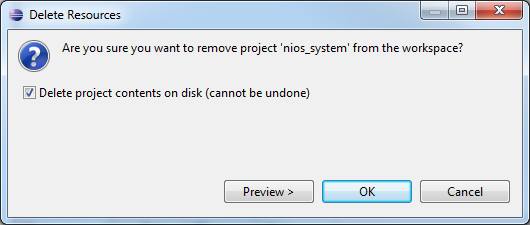 Delete Resources
Are you sure you want to remove project 'nios_system' from the workspace?
Delete project contents on disk (cannot be undone)
Preview > OK Cancel